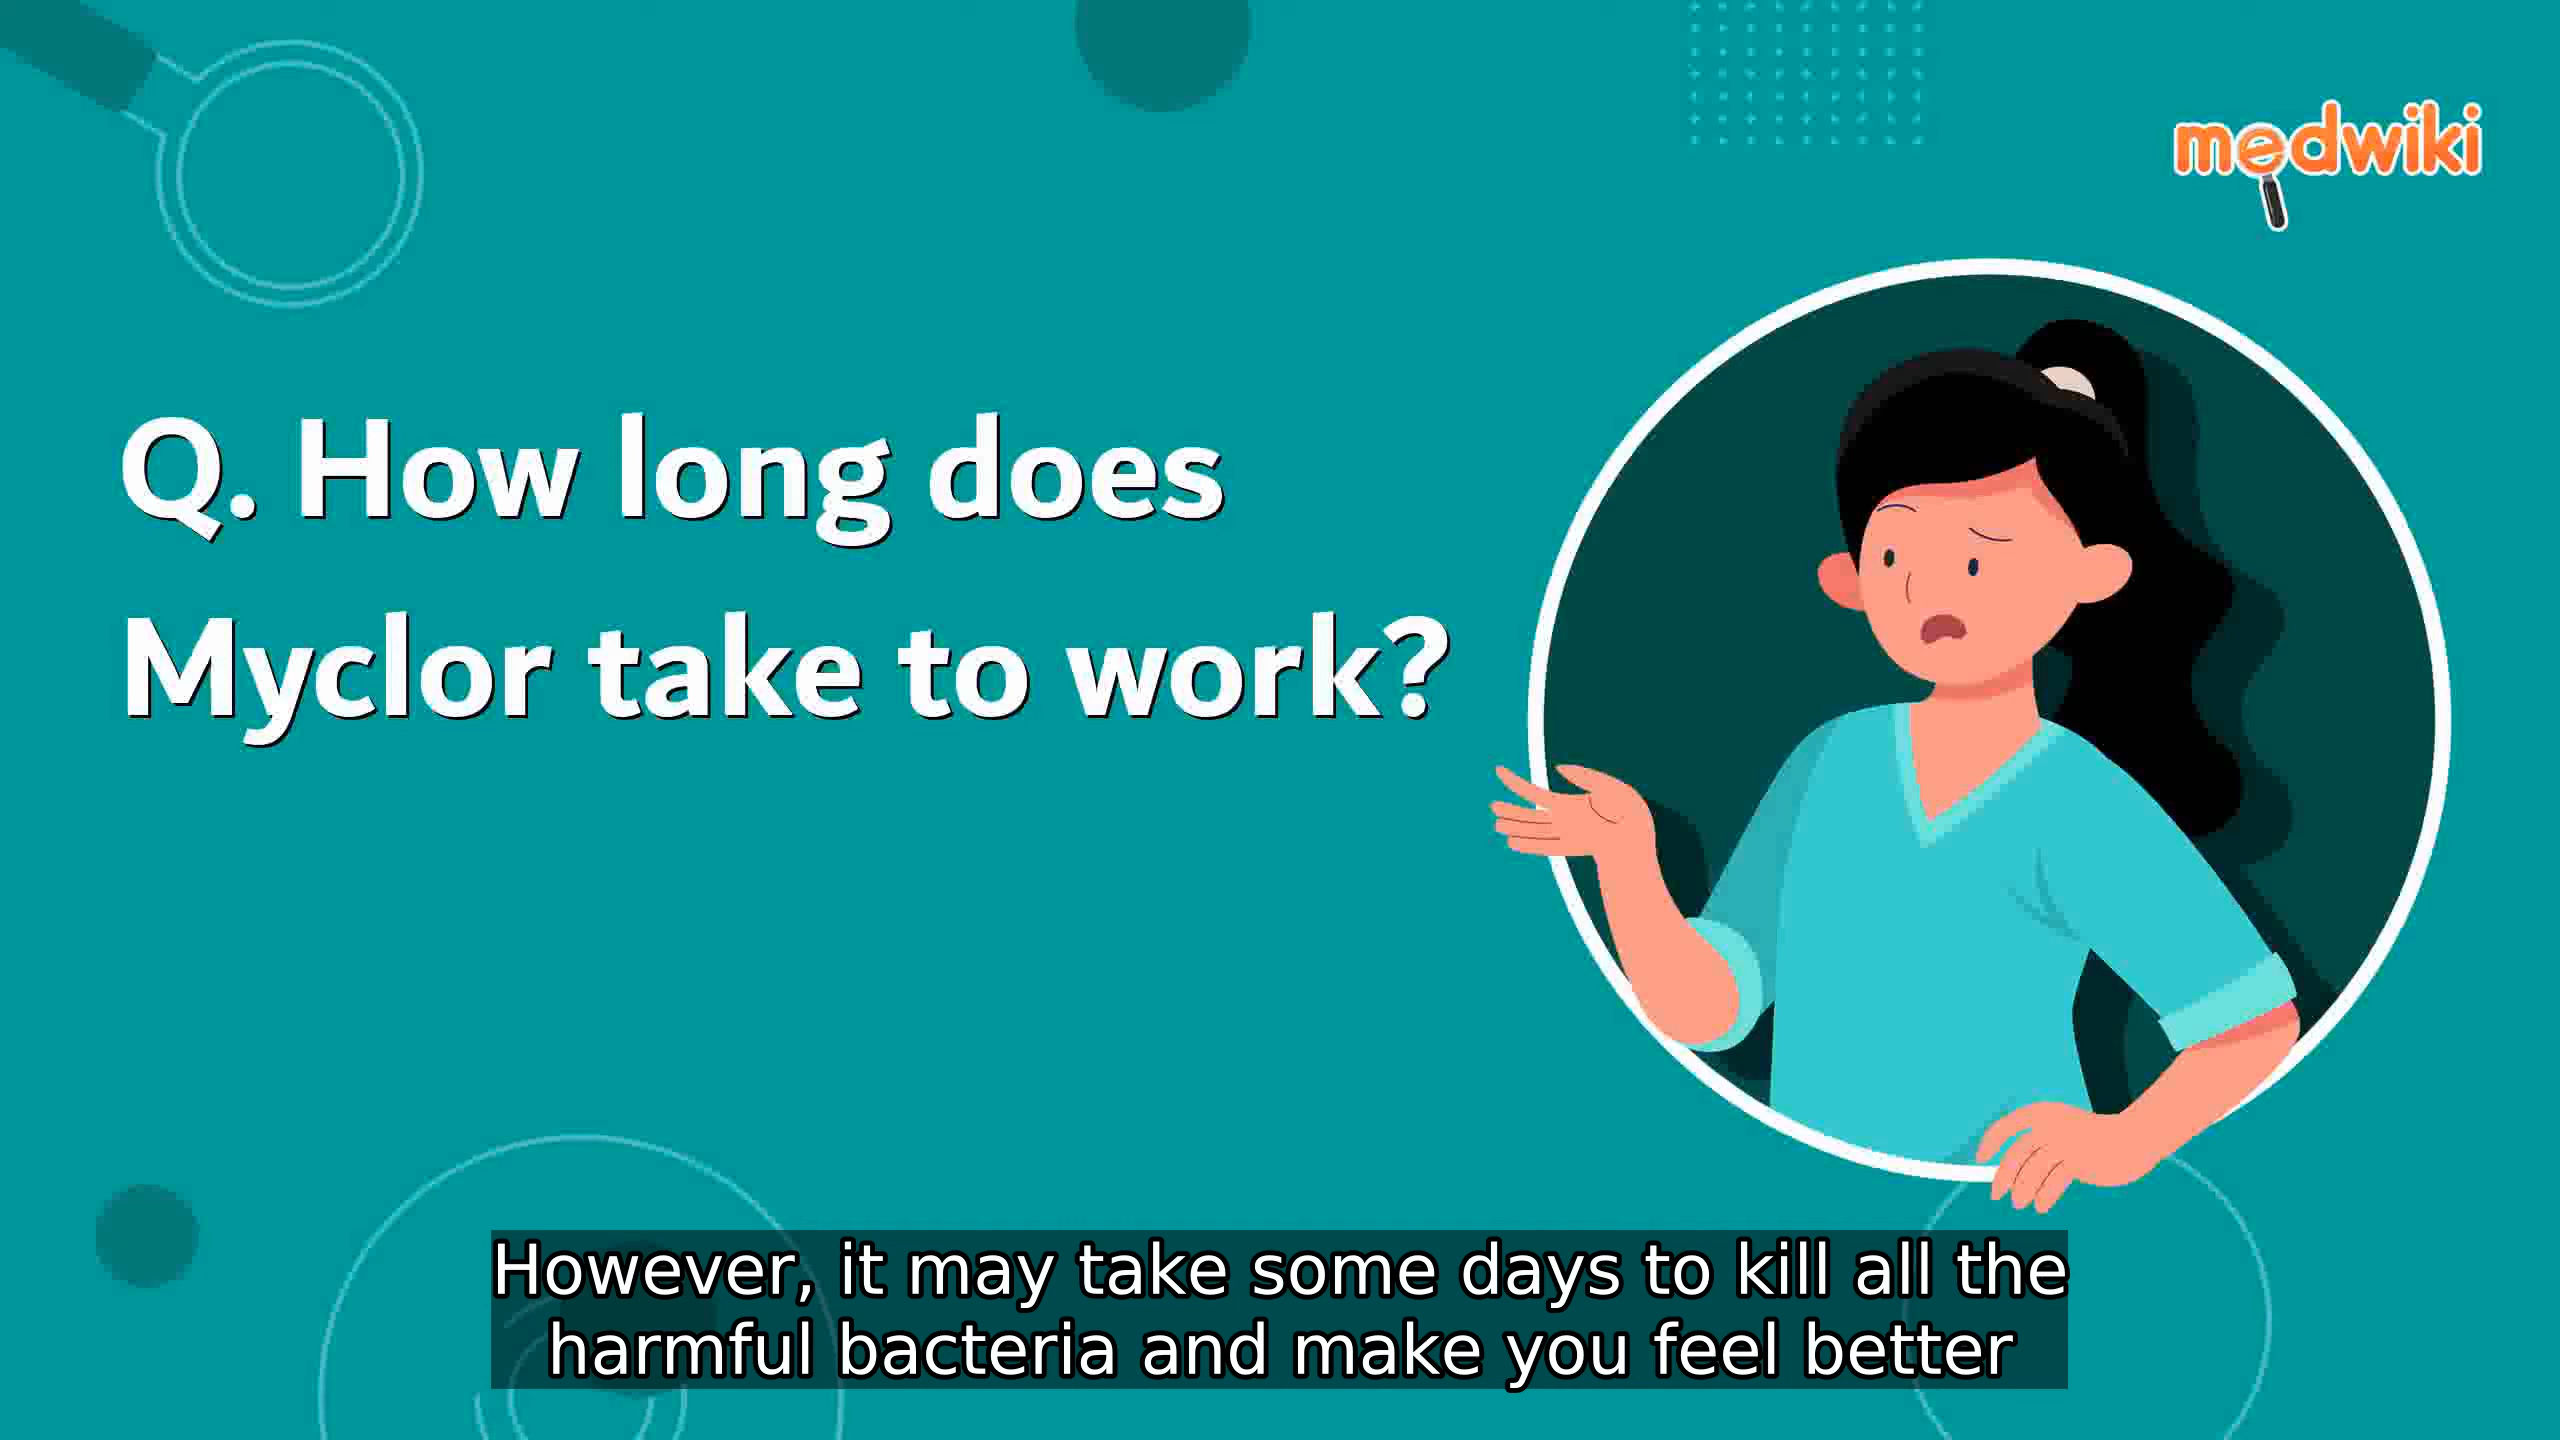 medwiki
Q. How long does
Myclor take to work?
However, it may take some days to kill all the
harmful bacteria and make you feel better